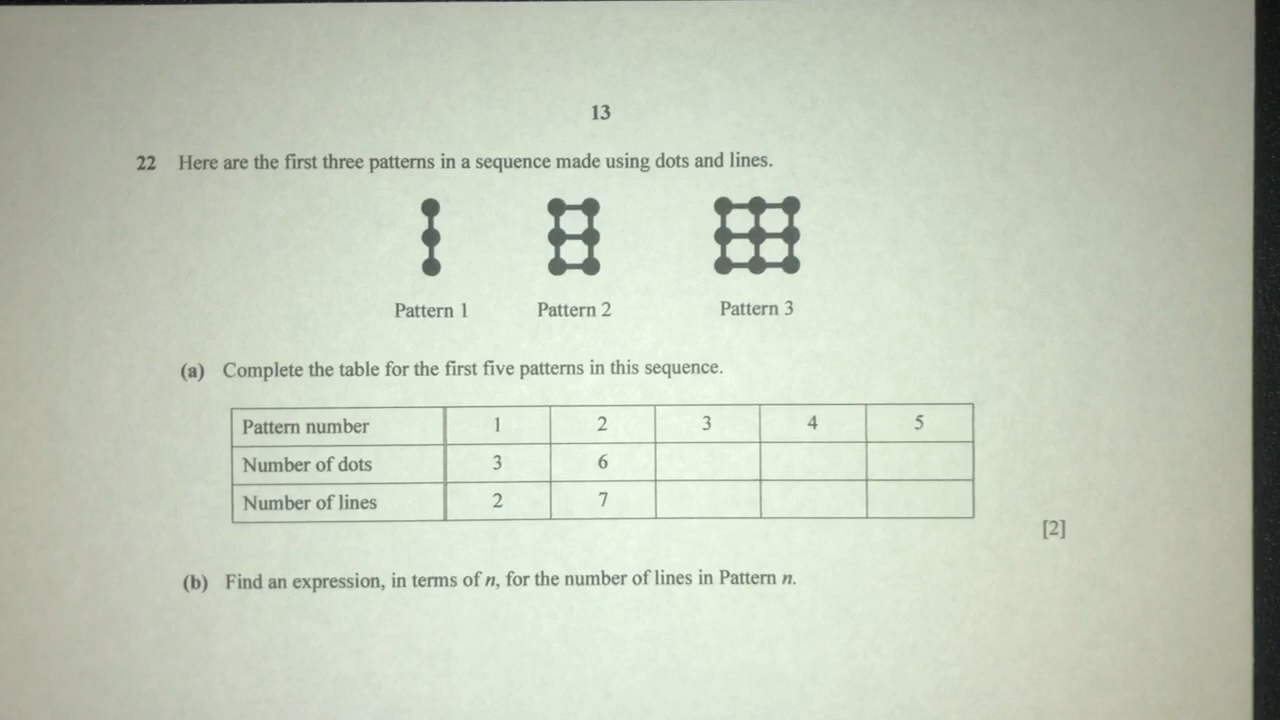 13
22 Here are the first three patterns in a sequence made using dots and lines.
Pattern 1 Pattern 2 Pattern 3
(a) Complete the table for the first five patterns in this sequence.
Pattern number 1 2 3 4 5
Number of dots 3 6
Number of lines 2 7
[2]
(b) Find an expression, in terms of n, for the number of lines in Pattern n.